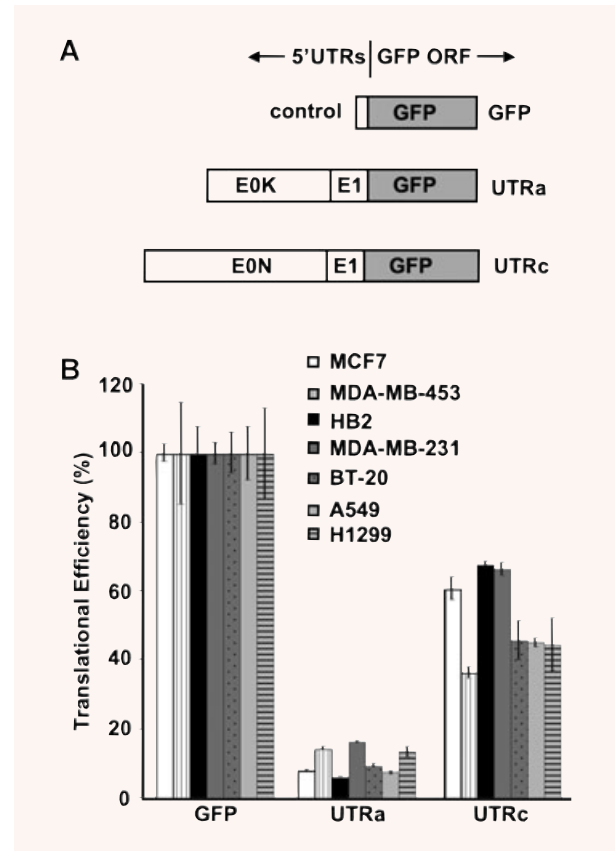 A
5'UTRs GFP ORF
control GFP GFP
E0K E1 GFP UTRa
E0N E1 GFP UTRc
B
MCF7
MDA-MB-453
HB2
MDA-MB-231
BT-20
A549
H1299
Translational Efficiency (%)
120
100
80
60
40
20
0
GFP UTRa UTRc